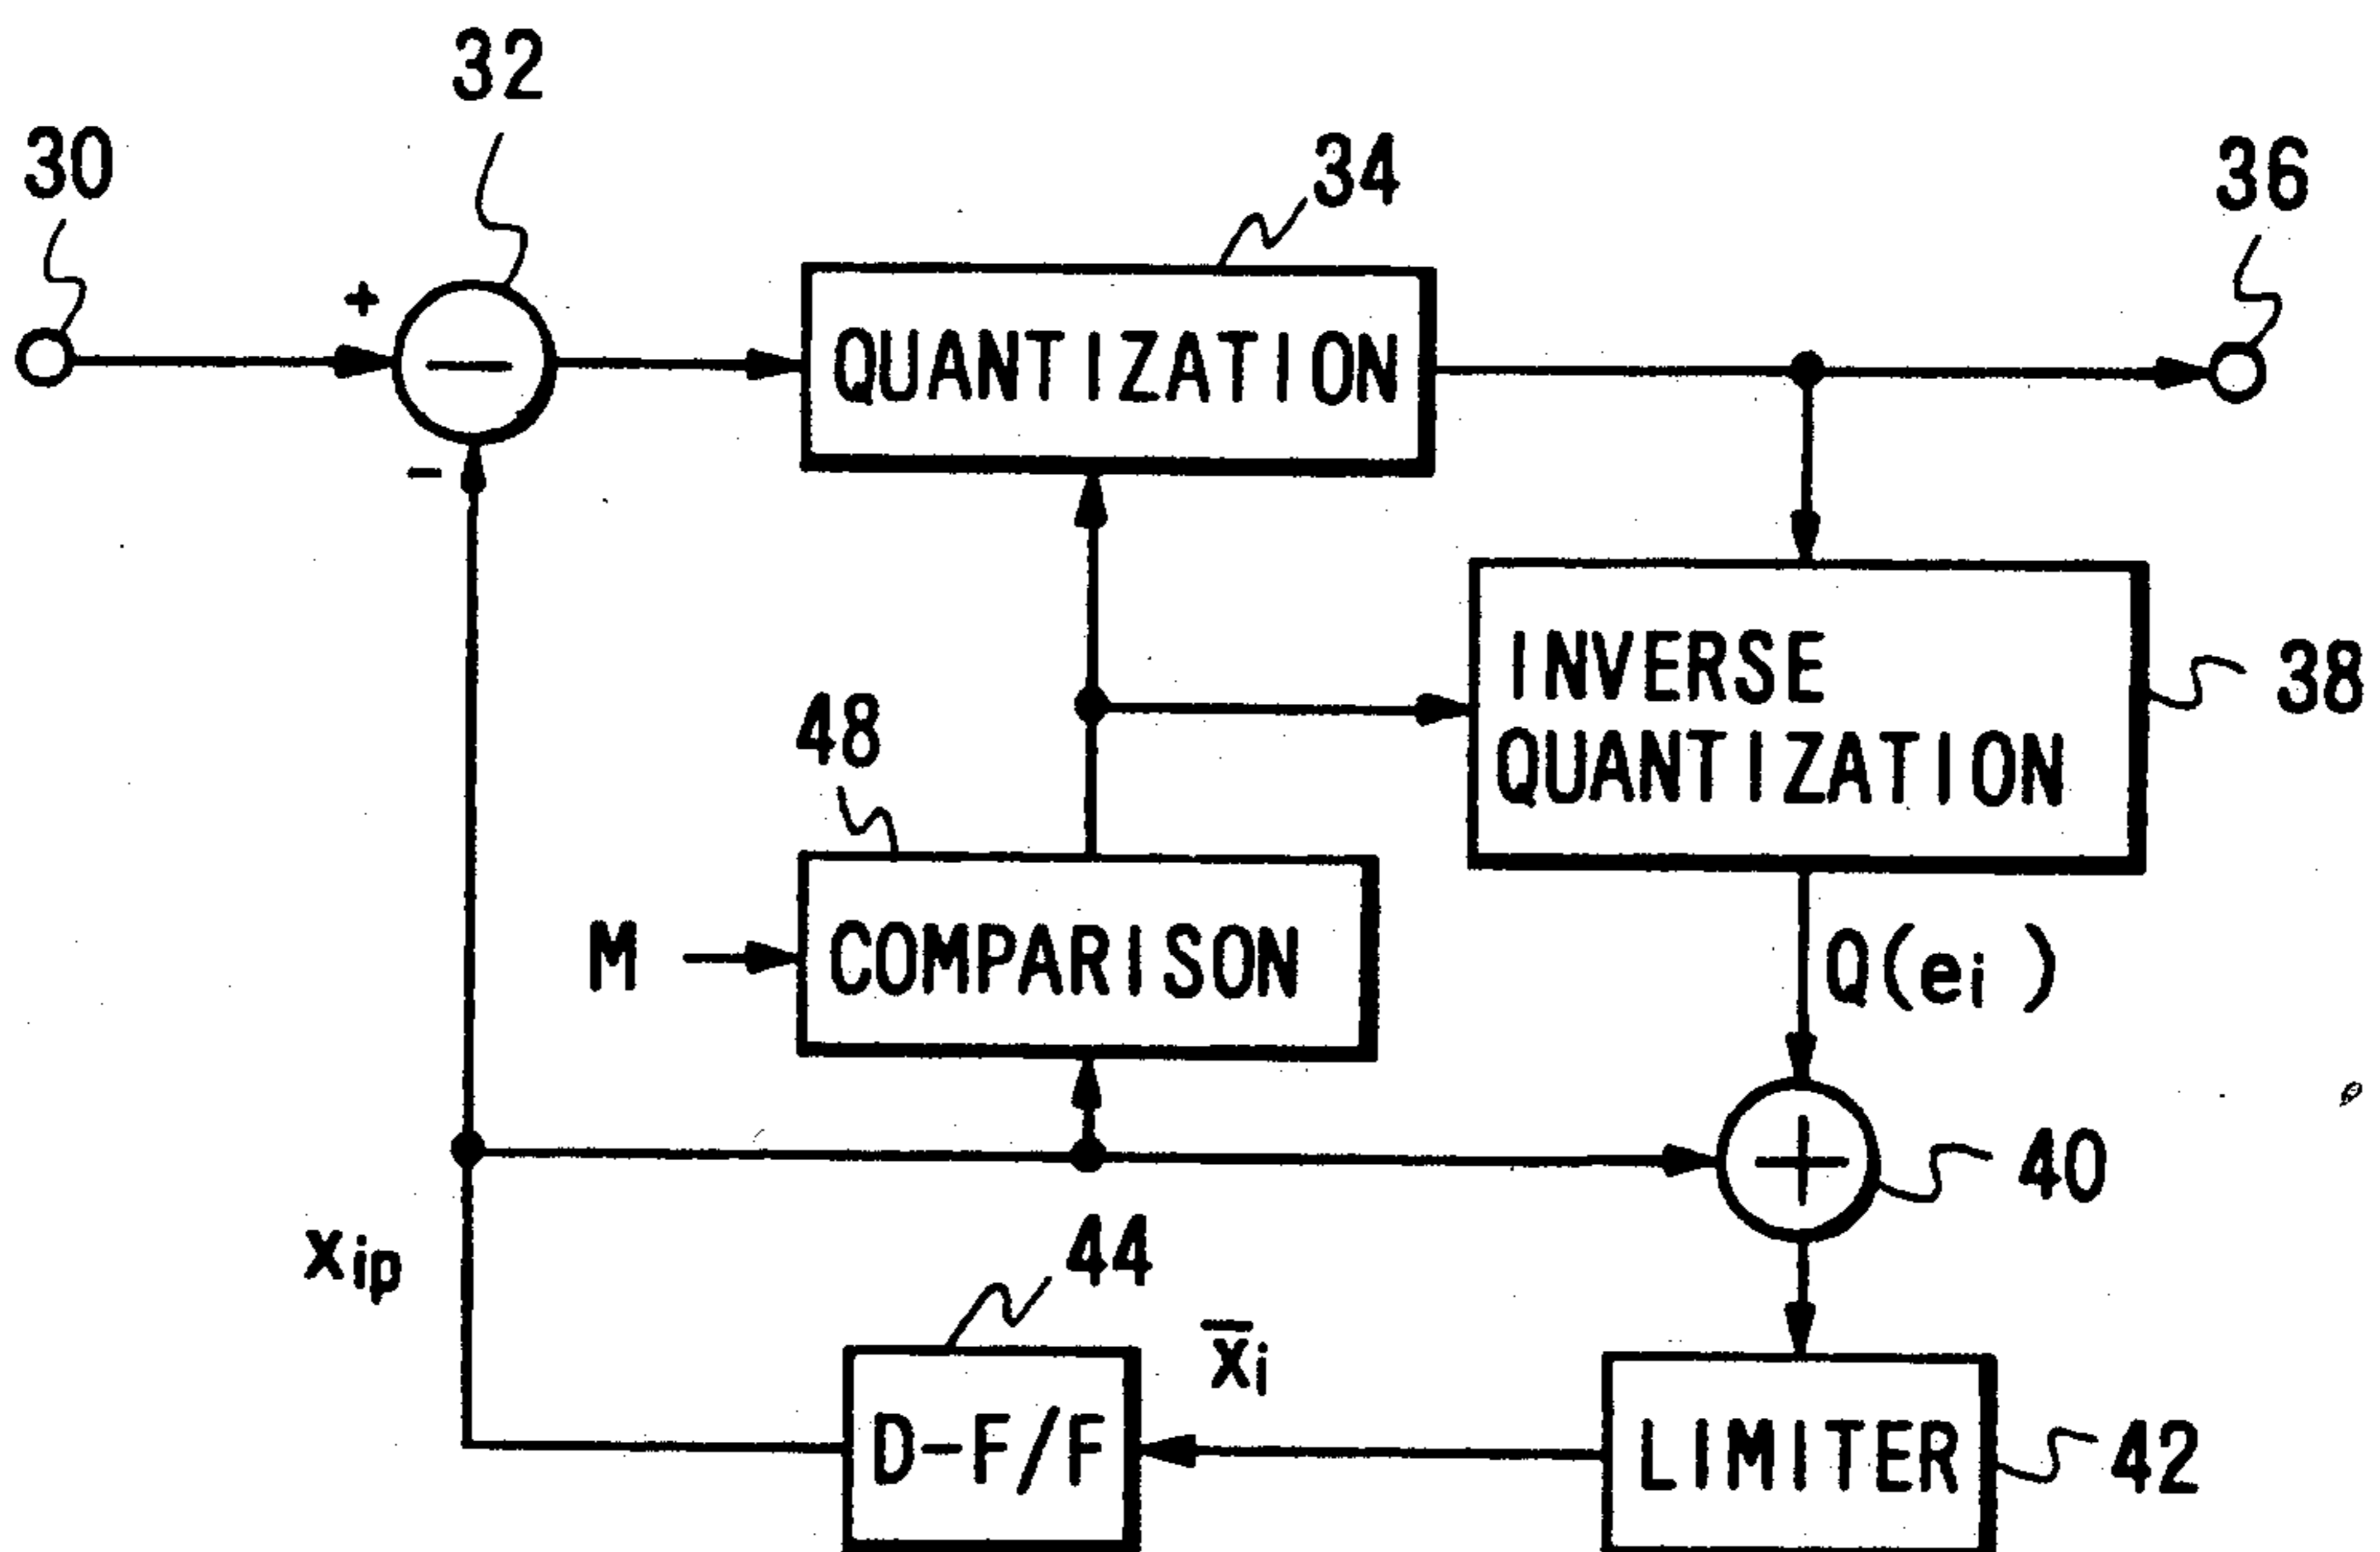 32
30
34
36
+
QUANTIZATION
-
INVERSE
QUANTIZATION
38
48
M
COMPARISON
Q(ei)
40
xip
44
x̄i
D-F/F
LIMITER
42